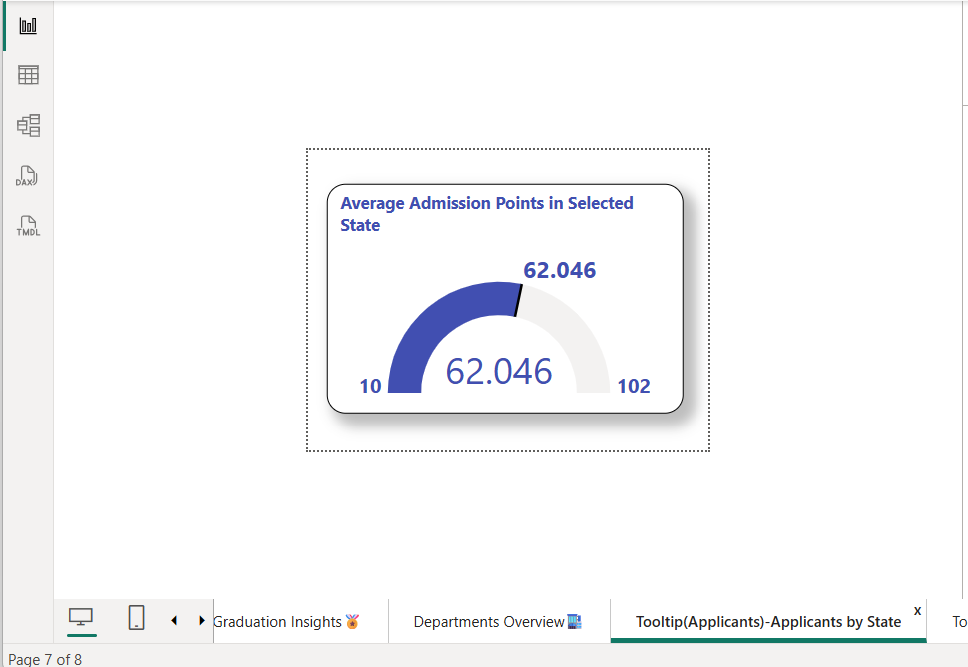 DAX
TMDL
Average Admission Points in Selected
State
62.046
62.046
10
102
Graduation Insights🏅
Departments Overview🏪
Tooltip(Applicants)-Applicants by State
x
To
Page 7 of 8